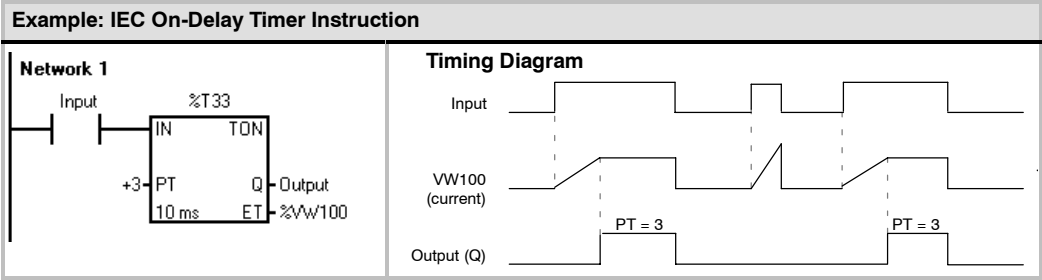 Example: IEC On-Delay Timer Instruction
Network 1
Input
%T33
IN TON
+3 PT Q Output
10 ms ET %VW100
Timing Diagram
Input
VW100
(current)
PT = 3 PT = 3
Output (Q)